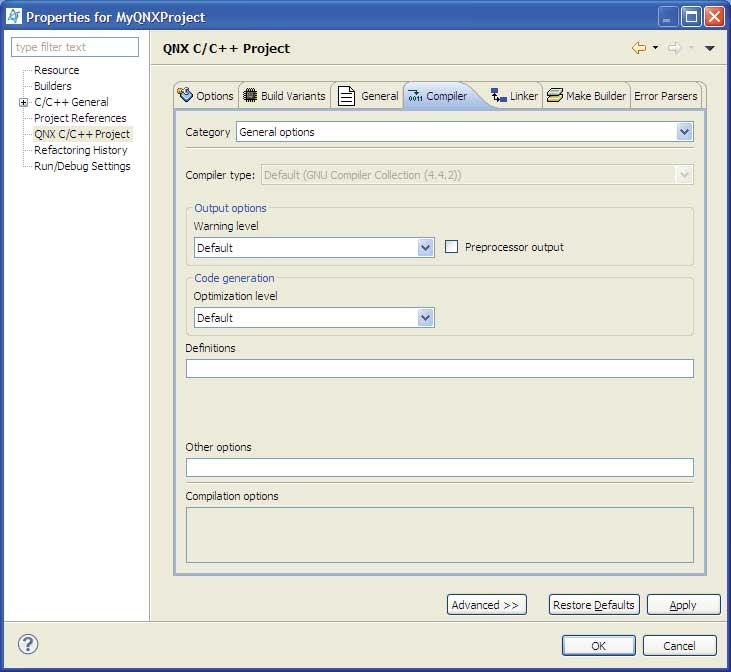 Properties for MyQNXProject
type filter text
Resource
Builders
C/C++ General
Project References
QNX C/C++ Project
Refactoring History
Run/Debug Settings
QNX C/C++ Project
Options Build Variants General Compiler Linker Make Builder Error Parsers
Category General options
Compiler type: Default (GNU Compiler Collection (4.4.2))
Output options
Warning level
Default Preprocessor output
Code generation
Optimization level
Default
Definitions
Other options
Compilation options
Advanced >> Restore Defaults Apply
OK Cancel